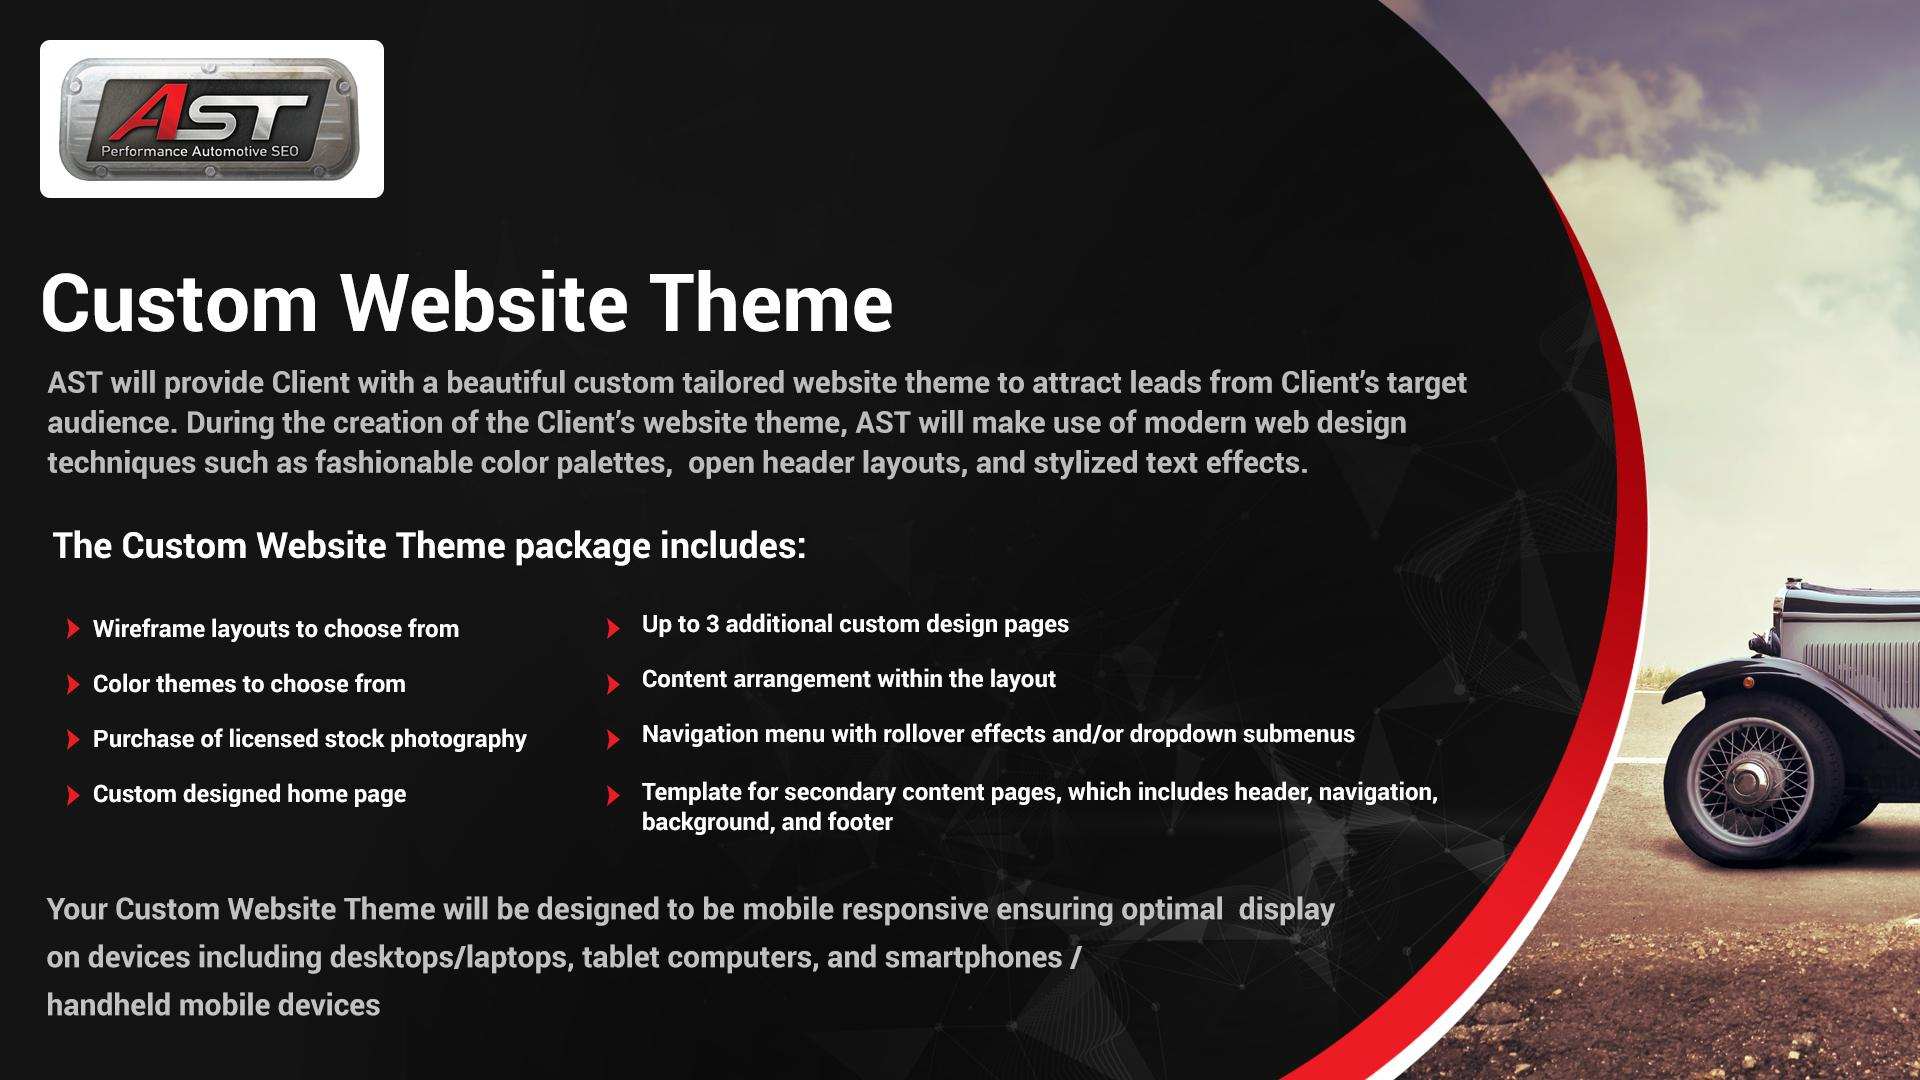 AST
Performance Automotive SEO
Custom Website Theme
AST will provide Client with a beautiful custom tailored website theme to attract leads from Client's target
audience. During the creation of the Client's website theme, AST will make use of modern web design
techniques such as fashionable color palettes, open header layouts, and stylized text effects.
The Custom Website Theme package includes:
Wireframe layouts to choose from
Color themes to choose from
Purchase of licensed stock photography
Custom designed home page
Up to 3 additional custom design pages
Content arrangement within the layout
Navigation menu with rollover effects and/or dropdown submenus
Template for secondary content pages, which includes header, navigation,
background, and footer
Your Custom Website Theme will be designed to be mobile responsive ensuring optimal display
on devices including desktops/laptops, tablet computers, and smartphones /
handheld mobile devices